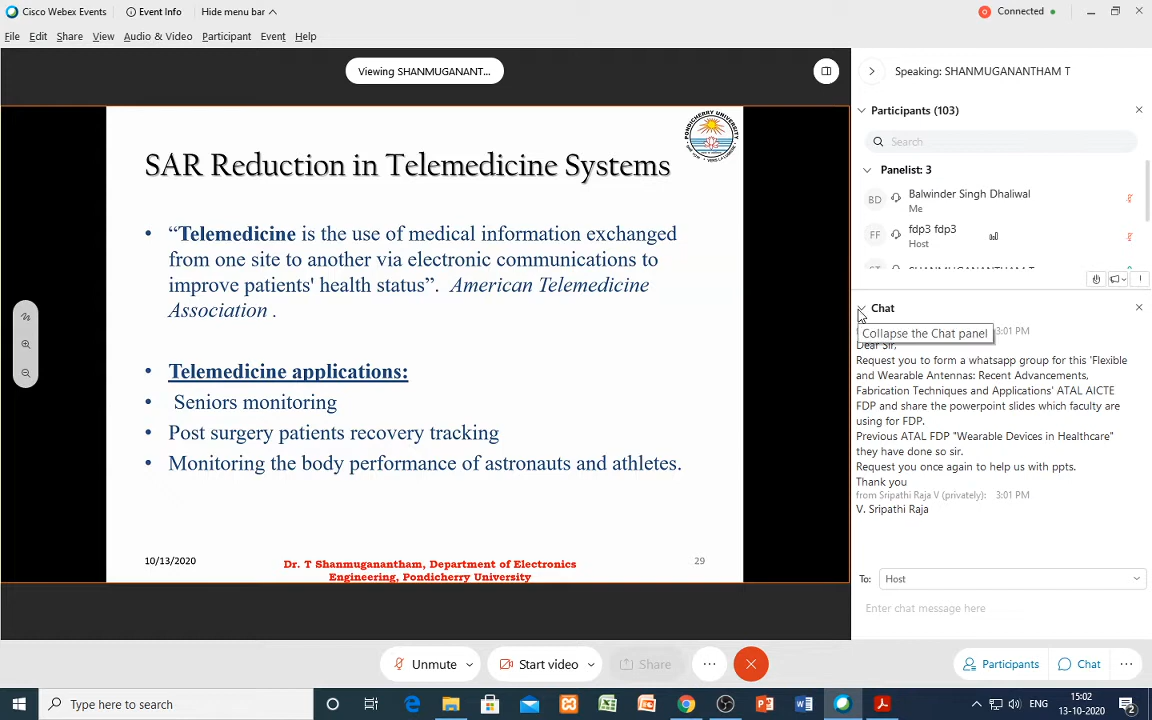 Cisco Webex Events
Event Info
Hide menu bar
Connected
File Edit Share View Audio & Video Participant Event Help
Viewing SHANMUGANANT...
Speaking: SHANMUGANANTHAM T
Participants (103)
Search
Panelist: 3
BD
Balwinder Singh Dhaliwal
Me
FF
fdp3 fdp3
Host
PONDICHERRY UNIVERSITY
SAR Reduction in Telemedicine Systems
• “Telemedicine is the use of medical information exchanged
from one site to another via electronic communications to
improve patients' health status”. American Telemedicine
Association .
• Telemedicine applications:
• Seniors monitoring
• Post surgery patients recovery tracking
• Monitoring the body performance of astronauts and athletes.
10/13/2020
Dr. T Shanmuganantham, Department of Electronics
Engineering, Pondicherry University
29
Chat
Collapse the Chat panel
3:01 PM
Dear Sir,
Request you to form a whatsapp group for this 'Flexible
and Wearable Antennas: Recent Advancements,
Fabrication Techniques and Applications' ATAL AICTE
FDP and share the powerpoint slides which faculty are
using for FDP.
Previous ATAL FDP "Wearable Devices in Healthcare"
they have done so sir.
Request you once again to help us with ppts.
Thank you
from Sripathi Raja V (privately): 3:01 PM
V. Sripathi Raja
To: Host
Enter chat message here
Unmute
Start video
Share
Participants
Chat
Type here to search
ENG
15:02
13-10-2020
2